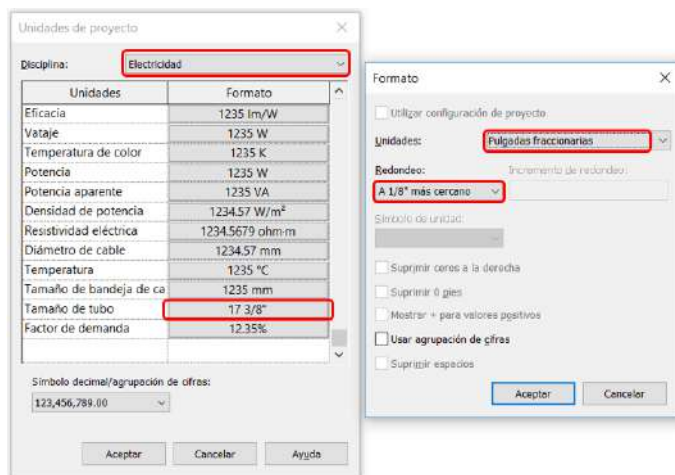 Unidades de proyecto
Disciplina: Electricidad
Unidades Formato
Eficacia 1235 lm/W
Vataje 1235 W
Temperatura de color 1235 K
Potencia 1235 W
Potencia aparente 1235 VA
Densidad de potencia 1234.57 W/m²
Resistividad eléctrica 1234.5679 ohm·m
Diámetro de cable 1234.57 mm
Temperatura 1235 °C
Tamaño de bandeja de ca 1235 mm
Tamaño de tubo 17 3/8"
Factor de demanda 12.35%
Símbolo decimal/agrupación de cifras:
123,456,789.00
Aceptar Cancelar Ayuda
Formato
Utilizar configuración de proyecto
Unidades: Pulgadas fraccionarias
Redondeo: Incremento de redondeo:
A 1/8" más cercano
Símbolo de unidad:
Suprimir ceros a la derecha
Suprimir 0 pies
Mostrar + para valores positivos
Usar agrupación de cifras
Suprimir espacios
Aceptar Cancelar